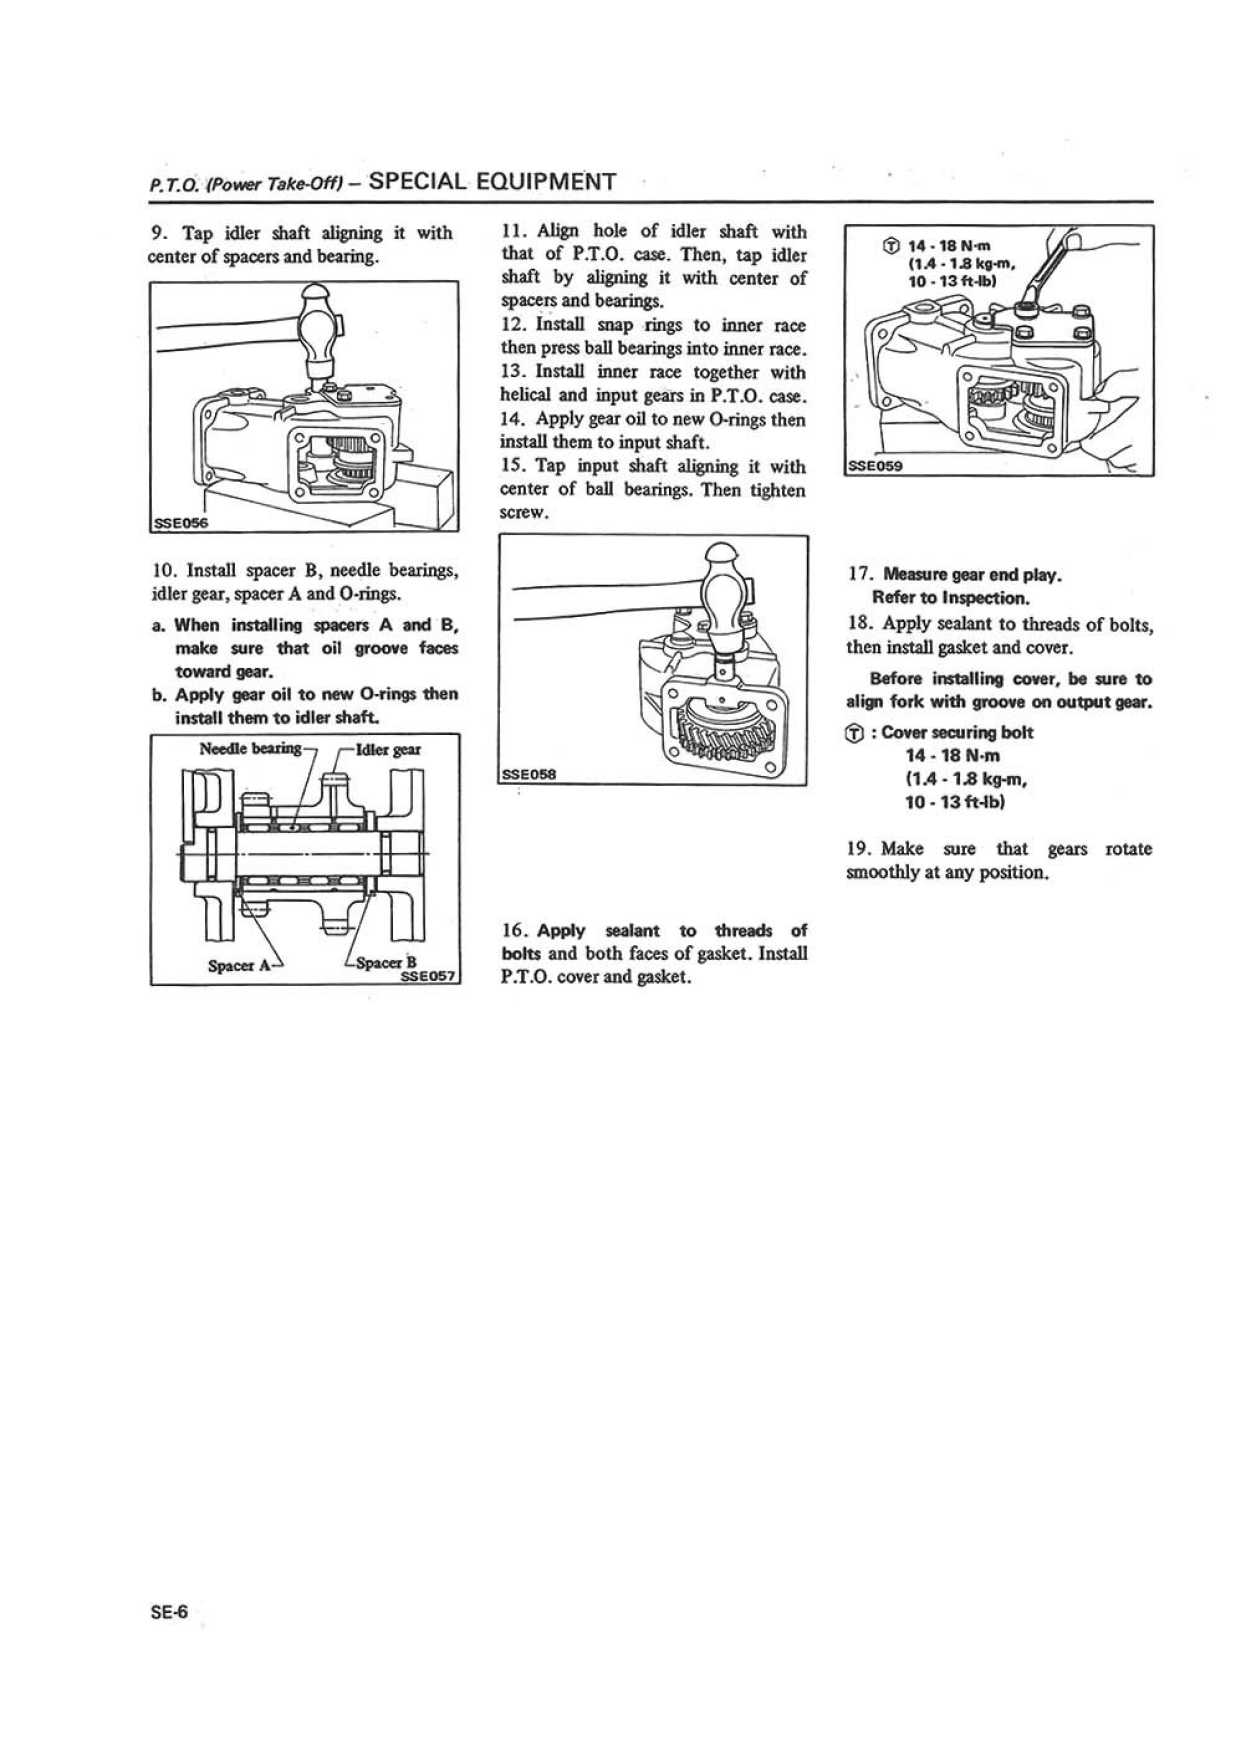 P.T.O. (Power Take-Off) – SPECIAL EQUIPMENT
9. Tap idler shaft aligning it with
center of spacers and bearing.
SSE056
10. Install spacer B, needle bearings,
idler gear, spacer A and O-rings.
a. When installing spacers A and B,
make sure that oil groove faces
toward gear.
b. Apply gear oil to new O-rings then
install them to idler shaft.
Needle bearing
Idler gear
Spacer A
Spacer B
SSE057
11. Align hole of idler shaft with
that of P.T.O. case. Then, tap idler
shaft by aligning it with center of
spacers and bearings.
12. Install snap rings to inner race
then press ball bearings into inner race.
13. Install inner race together with
helical and input gears in P.T.O. case.
14. Apply gear oil to new O-rings then
install them to input shaft.
15. Tap input shaft aligning it with
center of ball bearings. Then tighten
screw.
SSE058
16. Apply sealant to threads of
bolts and both faces of gasket. Install
P.T.O. cover and gasket.
Ⓣ 14 - 18 N·m
(1.4 - 1.8 kg-m,
10 - 13 ft-lb)
SSE059
17. Measure gear end play.
Refer to Inspection.
18. Apply sealant to threads of bolts,
then install gasket and cover.
Before installing cover, be sure to
align fork with groove on output gear.
Ⓣ : Cover securing bolt
14 - 18 N·m
(1.4 - 1.8 kg-m,
10 - 13 ft-lb)
19. Make sure that gears rotate
smoothly at any position.
SE-6